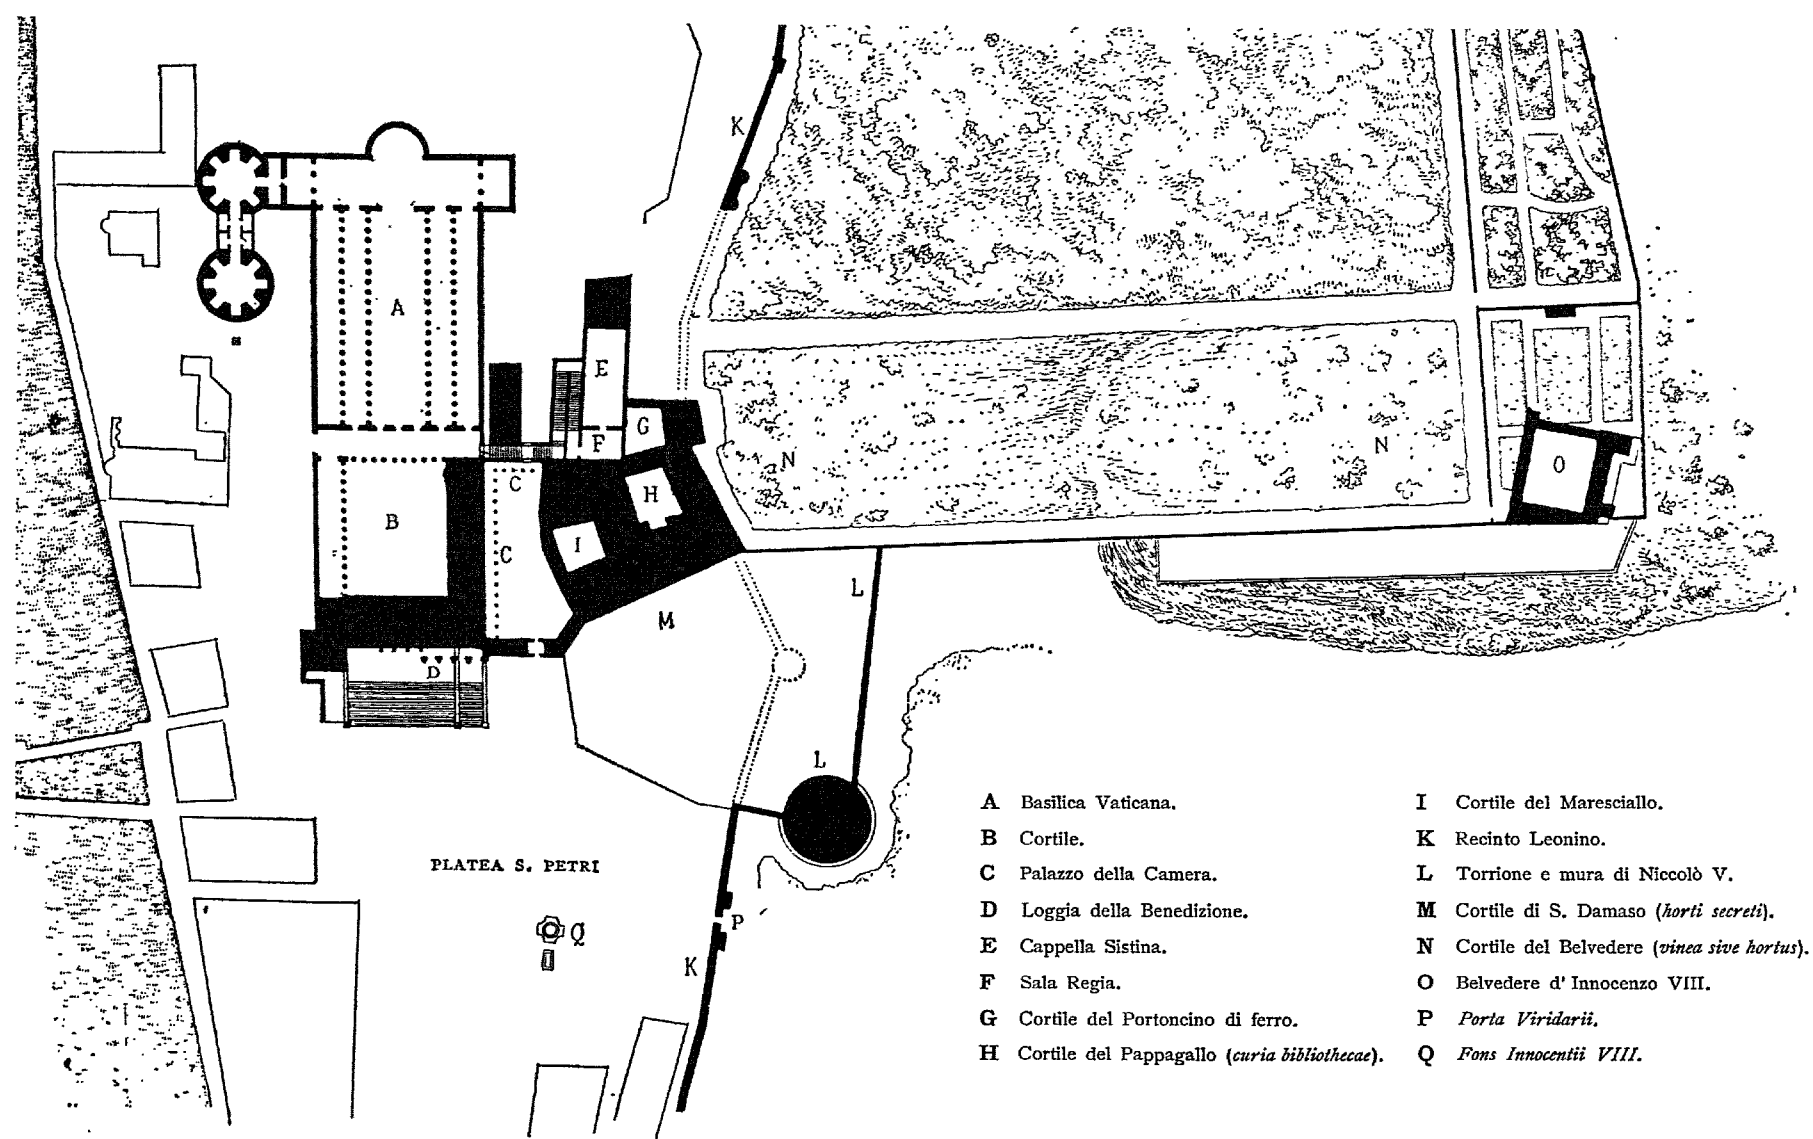 K
A
E
G
F
N
N
O
C
H
B
I
C
L
M
D
L
PLATEA S. PETRI
P
Q
K
A Basilica Vaticana.
B Cortile.
C Palazzo della Camera.
D Loggia della Benedizione.
E Cappella Sistina.
F Sala Regia.
G Cortile del Portoncino di ferro.
H Cortile del Pappagallo (curia bibliothecae).
I Cortile del Maresciallo.
K Recinto Leonino.
L Torrione e mura di Niccolò V.
M Cortile di S. Damaso (horti secreti).
N Cortile del Belvedere (vinea sive hortus).
O Belvedere d' Innocenzo VIII.
P Porta Viridarii.
Q Fons Innocentii VIII.